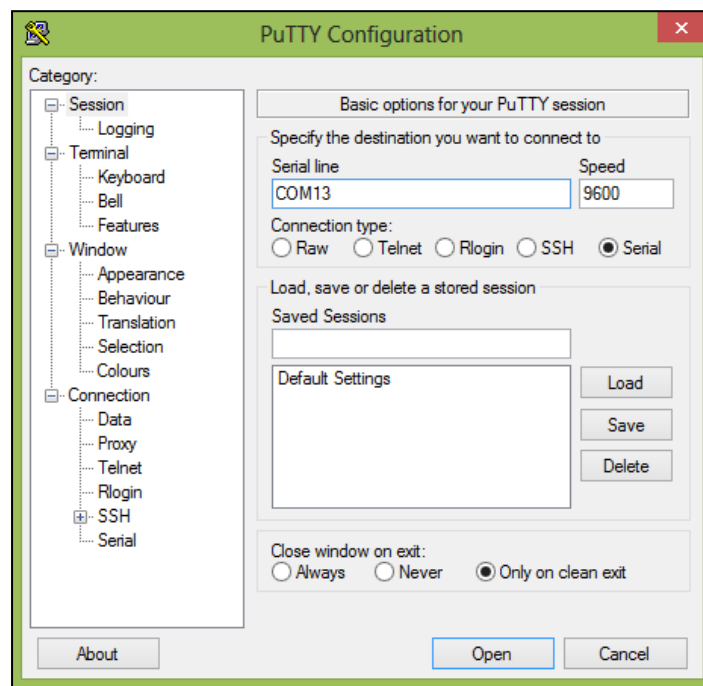 PuTTY Configuration
Category:
Session
Logging
Terminal
Keyboard
Bell
Features
Window
Appearance
Behaviour
Translation
Selection
Colours
Connection
Data
Proxy
Telnet
Rlogin
SSH
Serial
Basic options for your PuTTY session
Specify the destination you want to connect to
Serial line Speed
COM13 9600
Connection type:
Raw Telnet Rlogin SSH Serial
Load, save or delete a stored session
Saved Sessions
Default Settings
Load
Save
Delete
Close window on exit:
Always Never Only on clean exit
About Open Cancel